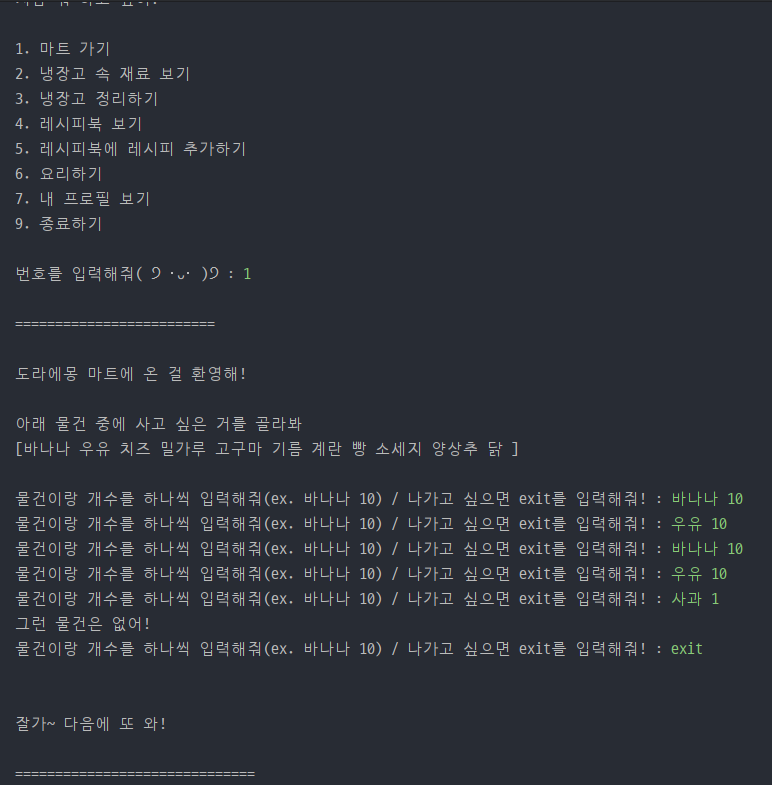 1. 마트 가기
2. 냉장고 속 재료 보기
3. 냉장고 정리하기
4. 레시피북 보기
5. 레시피북에 레시피 추가하기
6. 요리하기
7. 내 프로필 보기
9. 종료하기
번호를 입력해줘( ੭ ･ᴗ･ )੭ : 1
=========================
도라에몽 마트에 온 걸 환영해!
아래 물건 중에 사고 싶은 거를 골라봐
[바나나 우유 치즈 밀가루 고구마 기름 계란 빵 소세지 양상추 닭 ]
물건이랑 개수를 하나씩 입력해줘(ex. 바나나 10) / 나가고 싶으면 exit를 입력해줘! : 바나나 10
물건이랑 개수를 하나씩 입력해줘(ex. 바나나 10) / 나가고 싶으면 exit를 입력해줘! : 우유 10
물건이랑 개수를 하나씩 입력해줘(ex. 바나나 10) / 나가고 싶으면 exit를 입력해줘! : 바나나 10
물건이랑 개수를 하나씩 입력해줘(ex. 바나나 10) / 나가고 싶으면 exit를 입력해줘! : 우유 10
물건이랑 개수를 하나씩 입력해줘(ex. 바나나 10) / 나가고 싶으면 exit를 입력해줘! : 사과 1
그런 물건은 없어!
물건이랑 개수를 하나씩 입력해줘(ex. 바나나 10) / 나가고 싶으면 exit를 입력해줘! : exit
잘가~ 다음에 또 와!
==============================